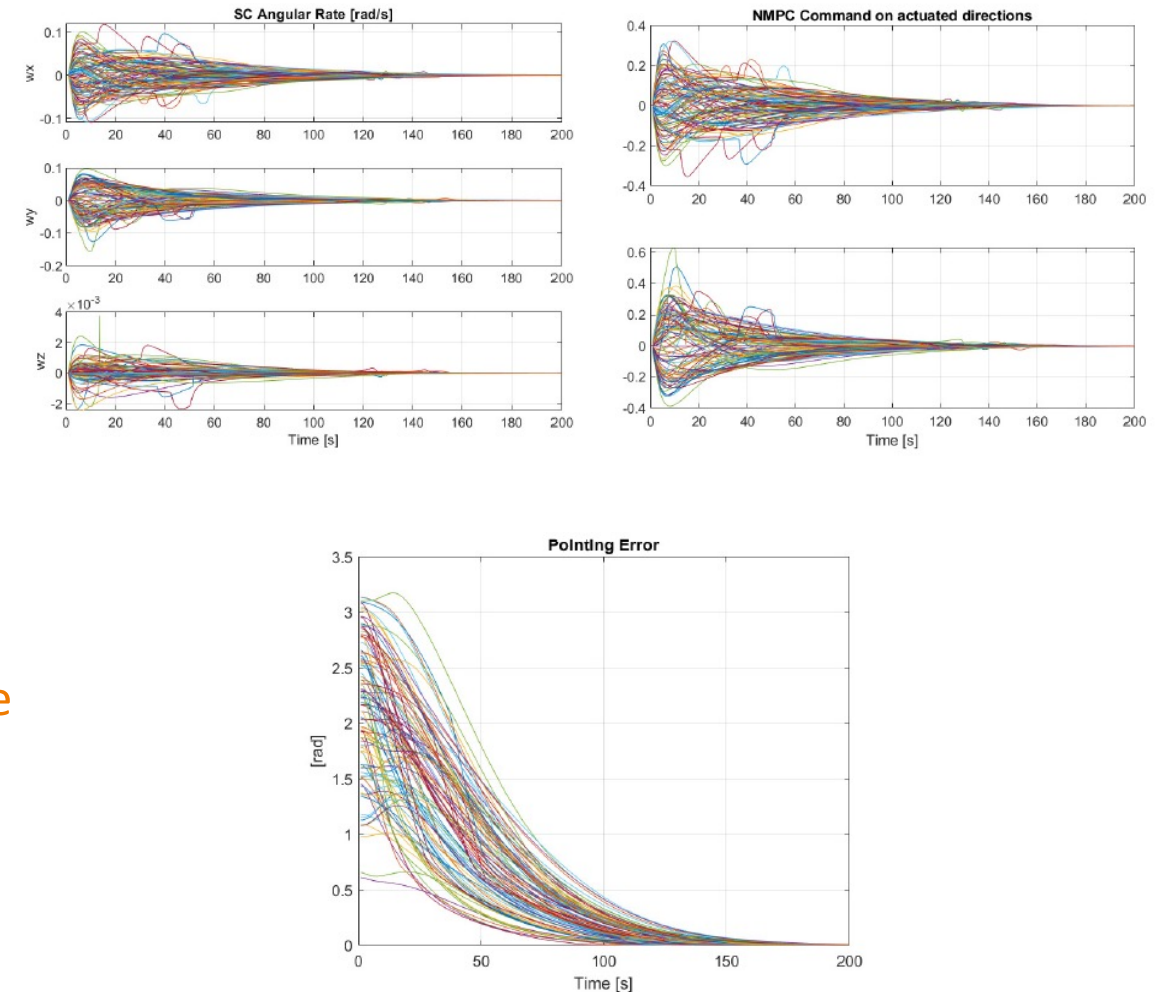 SC Angular Rate [rad/s]
0.1
0
-0.1
wx
0 20 40 60 80 100 120 140 160 180 200
0.1
0
-0.1
-0.2
wy
0 20 40 60 80 100 120 140 160 180 200
×10-3
4
2
0
-2
wz
0 20 40 60 80 100 120 140 160 180 200
Time [s]
NMPC Command on actuated directions
0.4
0.2
0
-0.2
-0.4
0 20 40 60 80 100 120 140 160 180 200
0.6
0.4
0.2
0
-0.2
-0.4
0 20 40 60 80 100 120 140 160 180 200
Time [s]
e
Pointing Error
3.5
3
2.5
2
1.5
1
0.5
0
[rad]
0 50 100 150 200
Time [s]